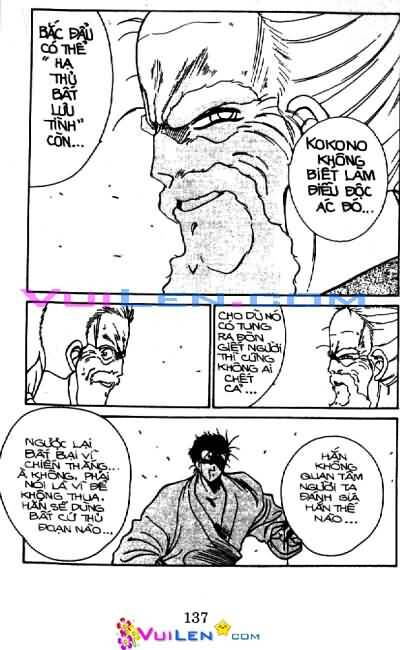 BẮC ĐẨU
CÓ THỂ
"HẠ
THỦ
BẤT
LƯU
TÌNH"
CÒN...
KOKONO
KHÔNG
BIẾT LÀM
ĐIỀU ĐỘC
ÁC ĐÓ...
VUILEN.COM
CHO DÙ NÓ
CÓ TUNG
RA ĐÒN
GIẾT NGƯỜI
THÌ CŨNG
KHÔNG AI
CHẾT
CẢ...
NGƯỢC LẠI
BẤT BẠI VÌ
CHIẾN THẮNG...
À KHÔNG, PHẢI
NÓI LÀ VÌ ĐỂ
KHÔNG THUA,
HẮN SẼ DÙNG
BẤT CỨ THỦ
ĐOẠN NÀO...
HẮN
KHÔNG
QUAN TÂM
NGƯỜI TA
ĐÁNH GIÁ
HẮN THẾ
NÀO...
137
VUILEN.COM